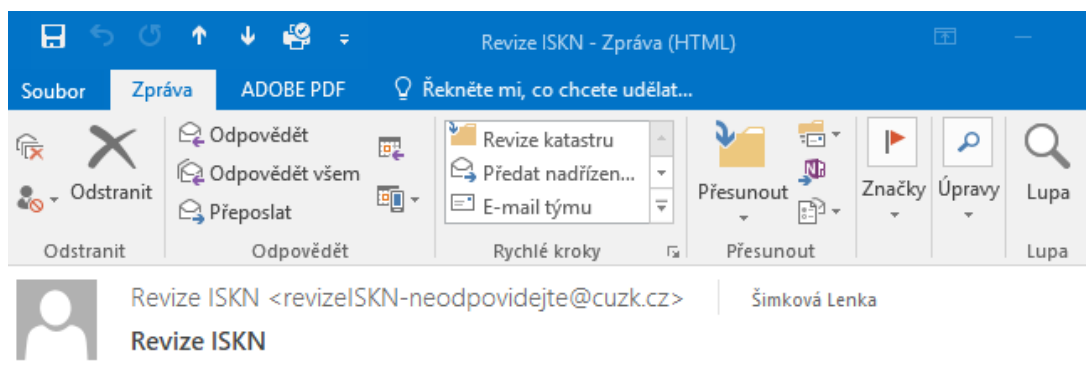 Revize ISKN - Zpráva (HTML)
Soubor Zpráva ADOBE PDF Řekněte mi, co chcete udělat...
Odstranit
Odpovědět
Odpovědět všem
Přeposlat
Revize katastru
Předat nadřízen...
E-mail týmu
Přesunout
Značky
Úpravy
Lupa
Odstranit Odpovědět Rychlé kroky Přesunout Lupa
Revize ISKN <revizeISKN-neodpovidejte@cuzk.cz> Šimková Lenka
Revize ISKN